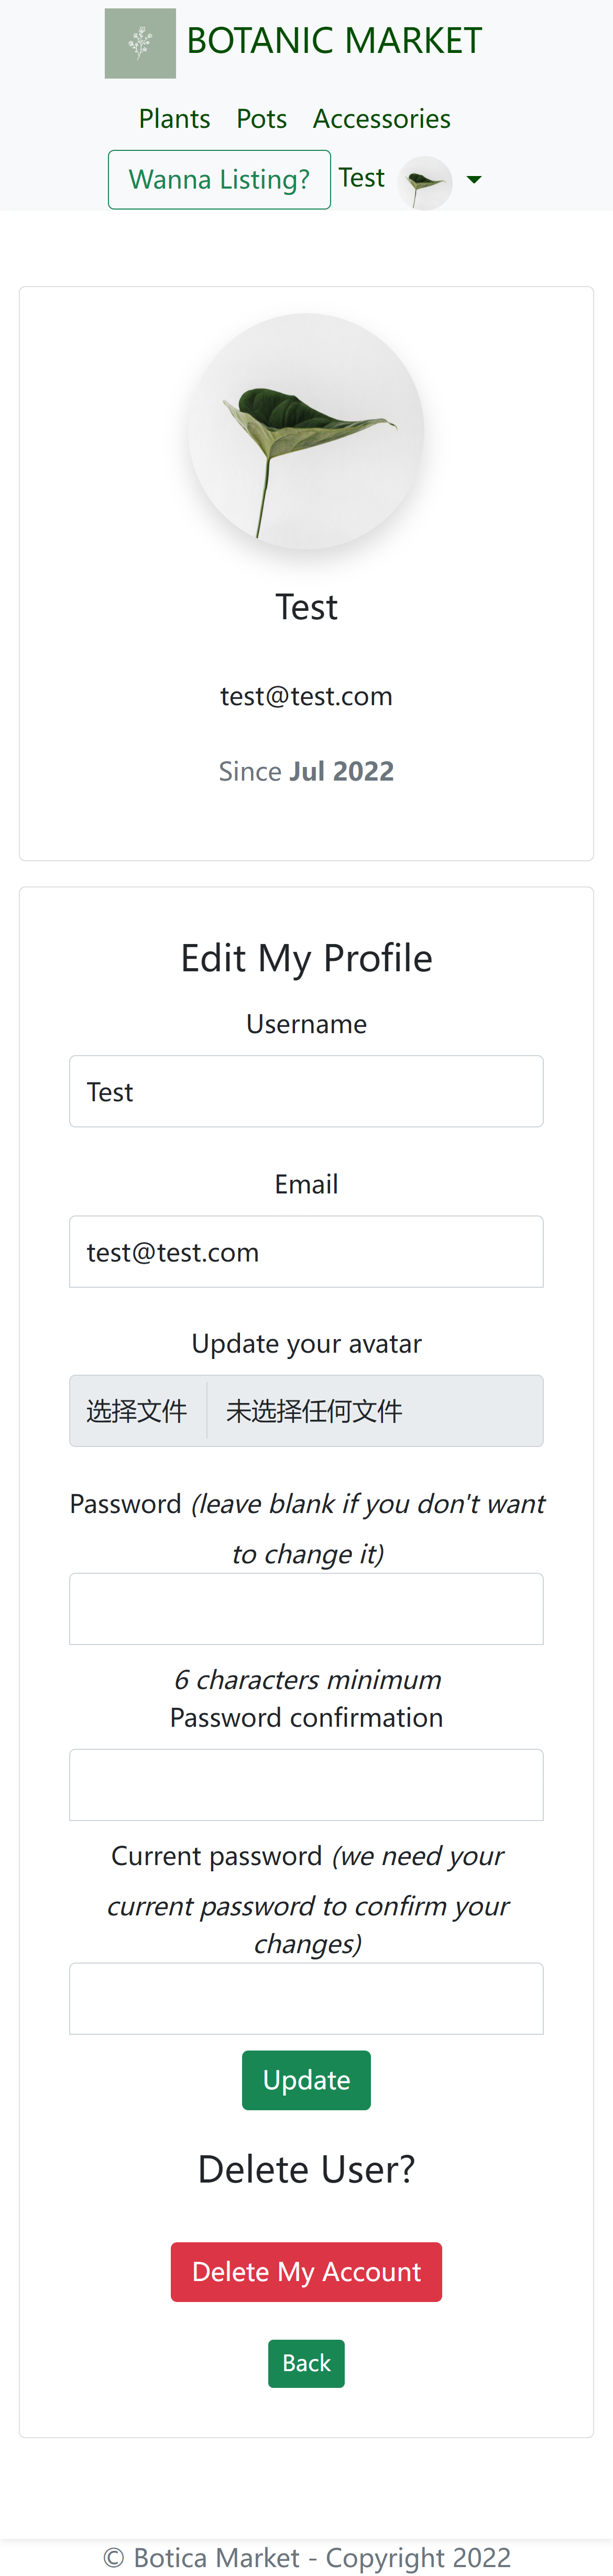 BOTANIC MARKET
Plants Pots Accessories
Wanna Listing? Test
Test
test@test.com
Since Jul 2022
Edit My Profile
Username
Test
Email
test@test.com
Update your avatar
选择文件 未选择任何文件
Password (leave blank if you don't want
to change it)
6 characters minimum
Password confirmation
Current password (we need your
current password to confirm your
changes)
Update
Delete User?
Delete My Account
Back
© Botica Market - Copyright 2022